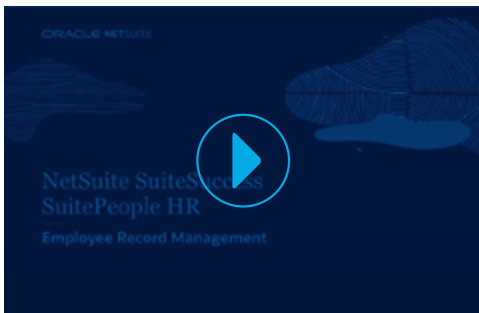 ORACLE NETSUITE
NetSuite SuiteSuccess
SuitePeople HR
Employee Record Management